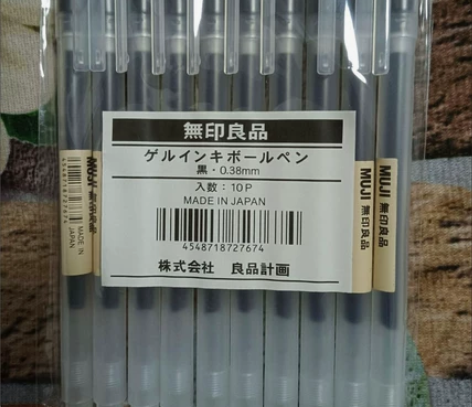 無印良品
ゲルインキボールペン
黒・0.38mm
入数：10P
MADE IN JAPAN
4548718727674
株式会社　良品計画
4548718727674
MADE IN
JAPAN
MUJI
MUJI 無印良品
MUJI 無印良品